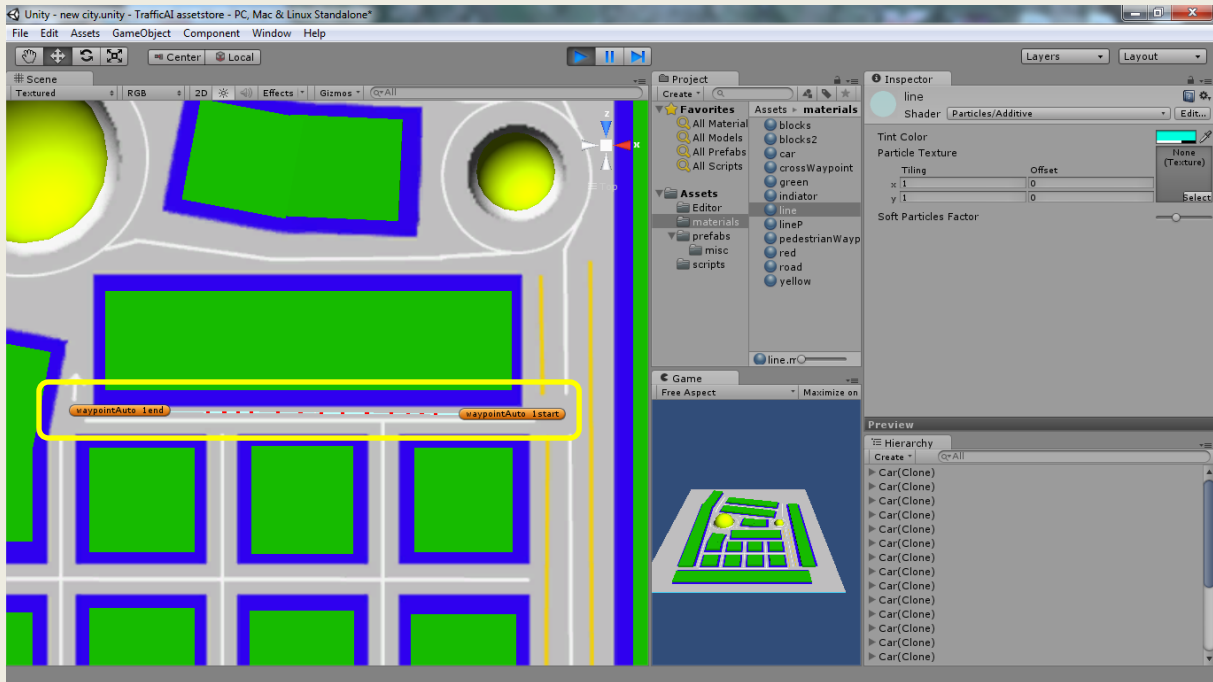 Unity - new city.unity - TrafficAI assetstore - PC, Mac & Linux Standalone*
File Edit Assets GameObject Component Window Help
Center Local Layers Layout
# Scene
Textured RGB 2D Effects Gizmos Q▾All
z
x
Top
waypointAuto 1end
waypointAuto 1start
Project
Create
Favorites
All Material
All Models
All Prefabs
All Scripts
Assets
Editor
materials
prefabs
misc
scripts
Assets ▸ materials
blocks
blocks2
car
crossWaypoint
green
indiator
line
lineP
pedestrianWayp
red
road
yellow
line.m
Game
Free Aspect Maximize on
Inspector
line
Shader Particles/Additive Edit...
Tint Color
Particle Texture
None
(Texture)
Tiling Offset
x 1 0
y 1 0
Select
Soft Particles Factor
Preview
Hierarchy
Create Q▾All
Car(Clone)
Car(Clone)
Car(Clone)
Car(Clone)
Car(Clone)
Car(Clone)
Car(Clone)
Car(Clone)
Car(Clone)
Car(Clone)
Car(Clone)
Car(Clone)
Car(Clone)
Car(Clone)